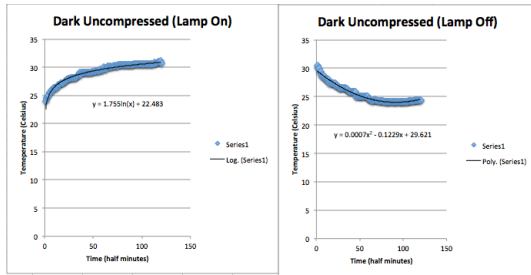 Dark Uncompressed (Lamp On)
35
30
25
20
15
10
5
0
Temeperature (Celsius)
y = 1.755ln(x) + 22.483
Series1
Log. (Series1)
0
50
100
150
Time (half minutes)
Dark Uncompressed (Lamp Off)
35
30
25
20
15
10
5
0
Temeperature (Celsius)
y = 0.0007x² - 0.1229x + 29.621
Series1
Poly. (Series1)
0
50
100
150
Time (half minutes)